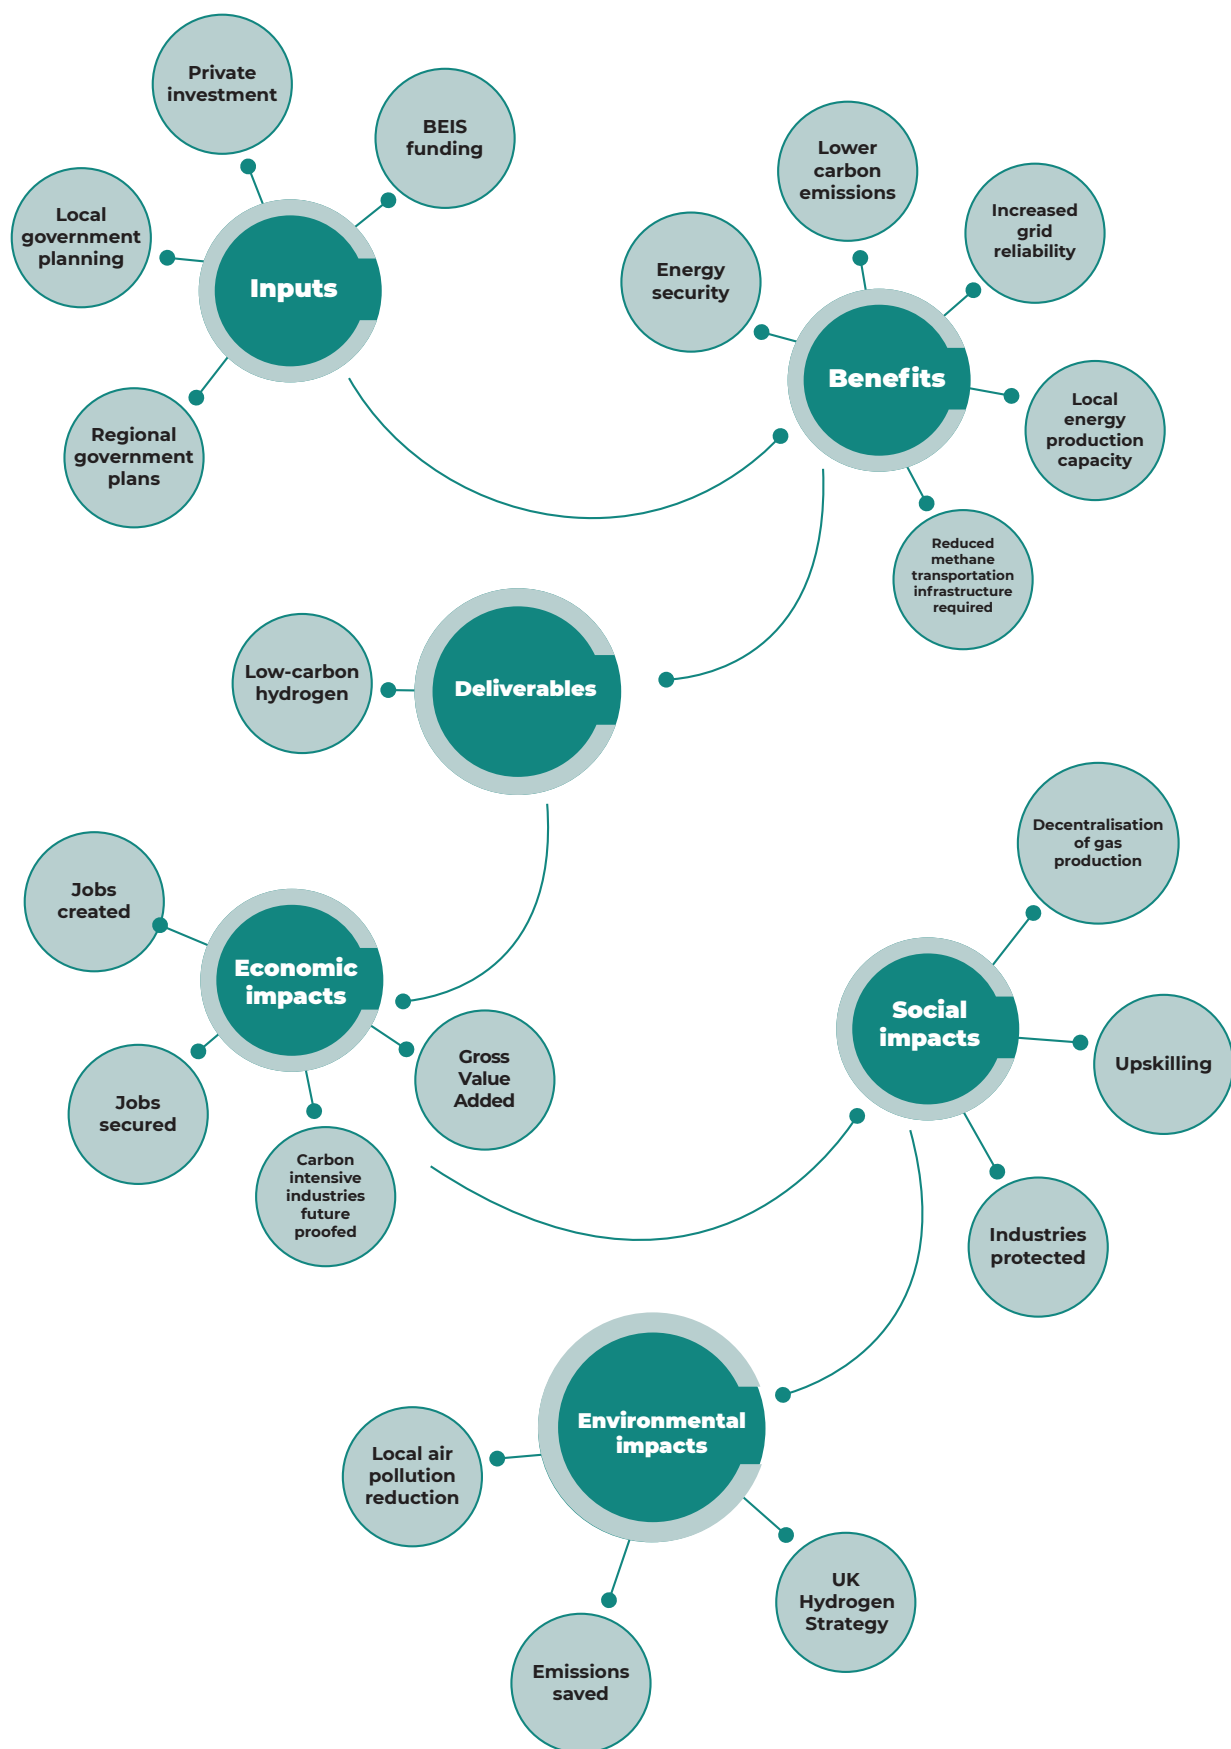 Private
investment
BEIS
funding
Local
government
planning
Inputs
Regional
government
plans
Lower
carbon
emissions
Increased
grid
reliability
Energy
security
Benefits
Local
energy
production
capacity
Reduced
methane
transportation
infrastructure
required
Low-carbon
hydrogen
Deliverables
Jobs
created
Economic
impacts
Jobs
secured
Gross
Value
Added
Carbon
intensive
industries
future
proofed
Decentralisation
of gas
production
Social
impacts
Upskilling
Industries
protected
Environmental
impacts
Local air
pollution
reduction
UK
Hydrogen
Strategy
Emissions
saved